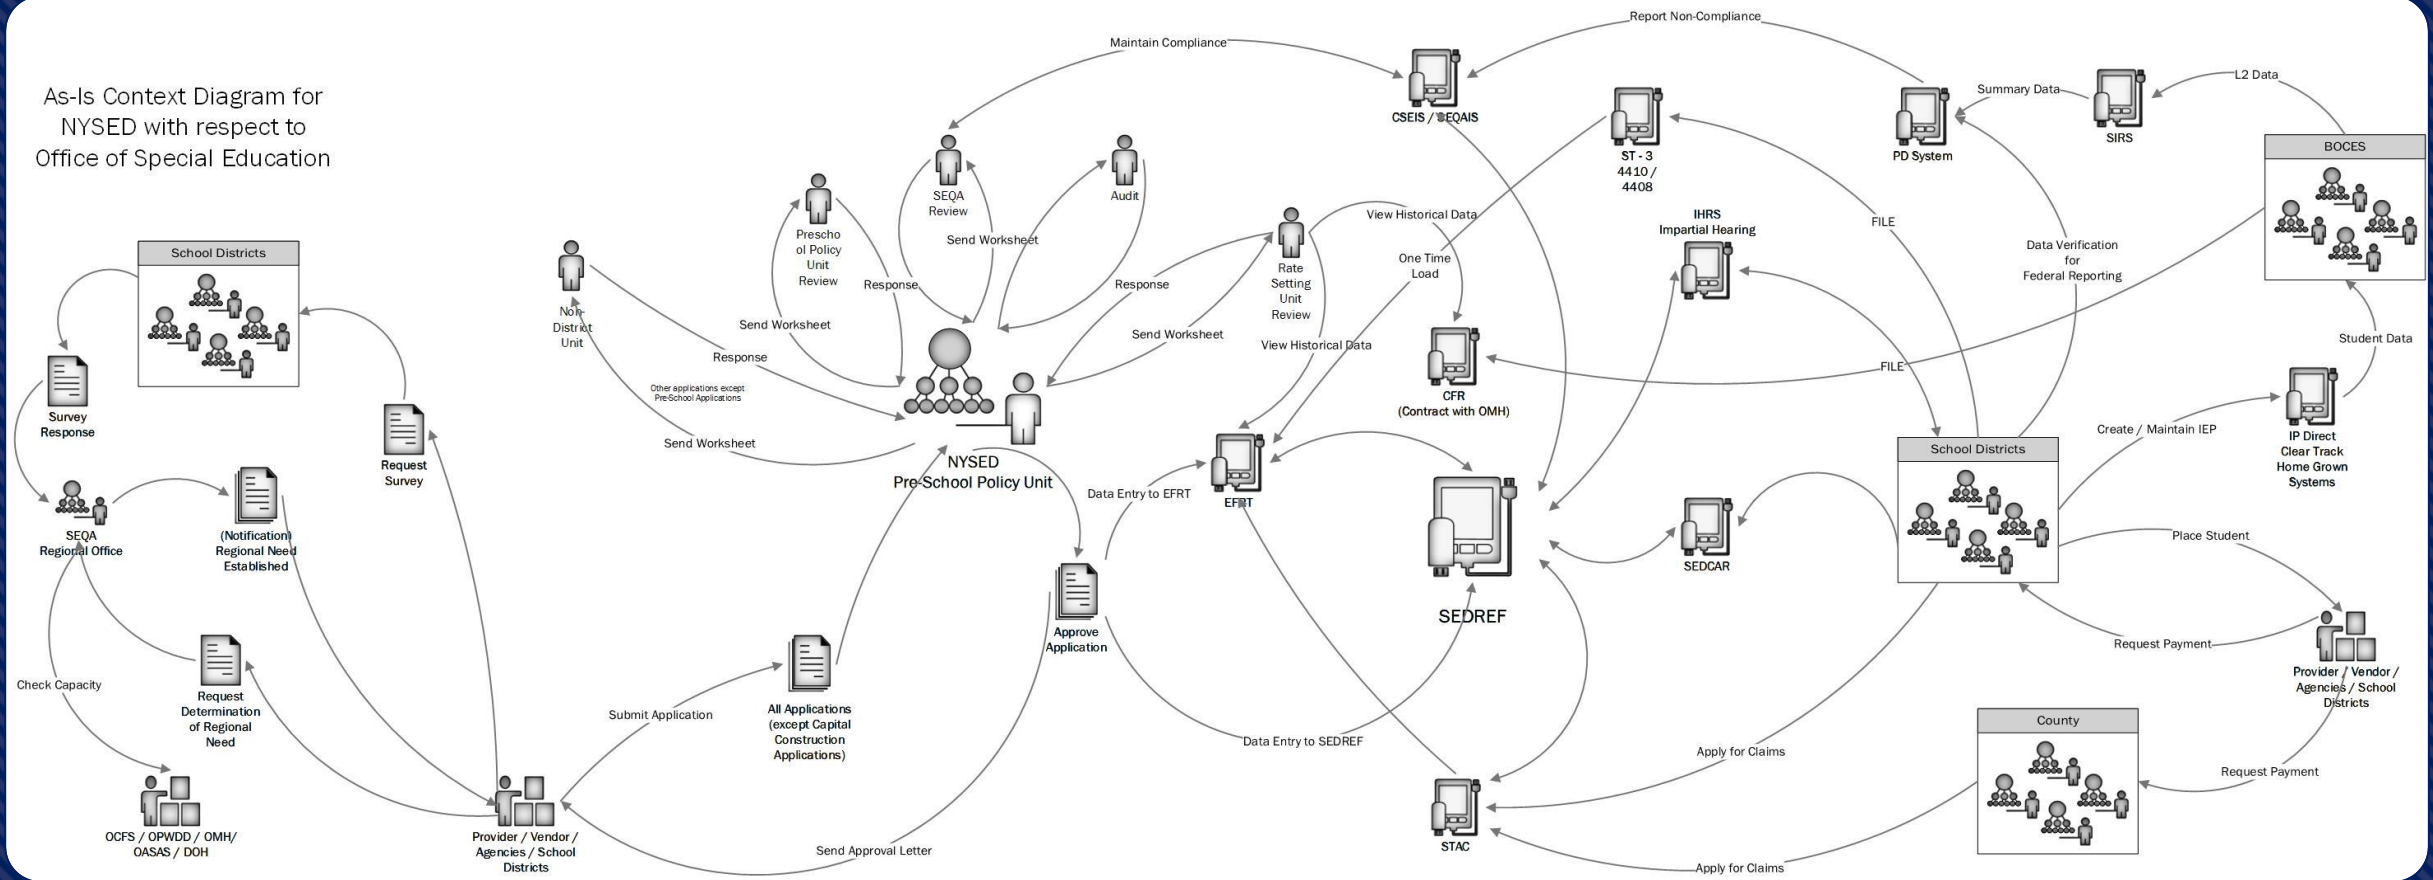 As-Is Context Diagram for
NYSED with respect to
Office of Special Education
Report Non-Compliance
Maintain Compliance
CSEIS / SEQAIS
ST - 3
4410 /
4408
PD System
Summary Data
SIRS
L2 Data
BOCES
SEQA
Review
Audit
Prescho
ol Policy
Unit
Review
Send Worksheet
Response
View Historical Data
IHRS
Impartial Hearing
FILE
Data Verification
for
Federal Reporting
School Districts
Non-
District
Unit
Rate
Setting
Unit
Review
One Time
Load
Response
Send Worksheet
Send Worksheet
View Historical Data
Response
Other applications except
Pre-School Applications
Send Worksheet
CFR
(Contract with OMH)
FILE
Student Data
Survey
Response
Request
Survey
NYSED
Pre-School Policy Unit
Data Entry to EFRT
EFRT
School Districts
Create / Maintain IEP
IP Direct
Clear Track
Home Grown
Systems
SEQA
Regional Office
(Notification)
Regional Need
Established
SEDCAR
Place Student
SEDREF
Approve
Application
Request Payment
Provider / Vendor /
Agencies / School
Districts
Check Capacity
Request
Determination
of Regional
Need
Submit Application
All Applications
(except Capital
Construction
Applications)
Data Entry to SEDREF
County
Apply for Claims
Request Payment
OCFS / OPWDD / OMH/
OASAS / DOH
Provider / Vendor /
Agencies / School
Districts
Send Approval Letter
STAC
Apply for Claims